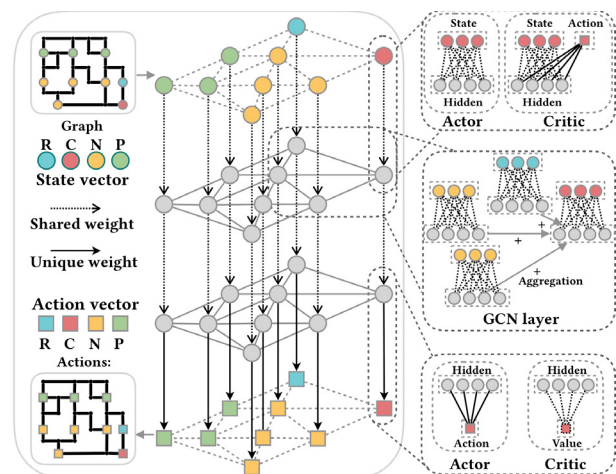 Graph
R C N P
State vector
Shared weight
Unique weight
Action vector
R C N P
Actions:
State
Hidden
Actor
State Action
Hidden
Critic
+
+
+
Aggregation
GCN layer
Hidden
Action
Actor
Hidden
Value
Critic